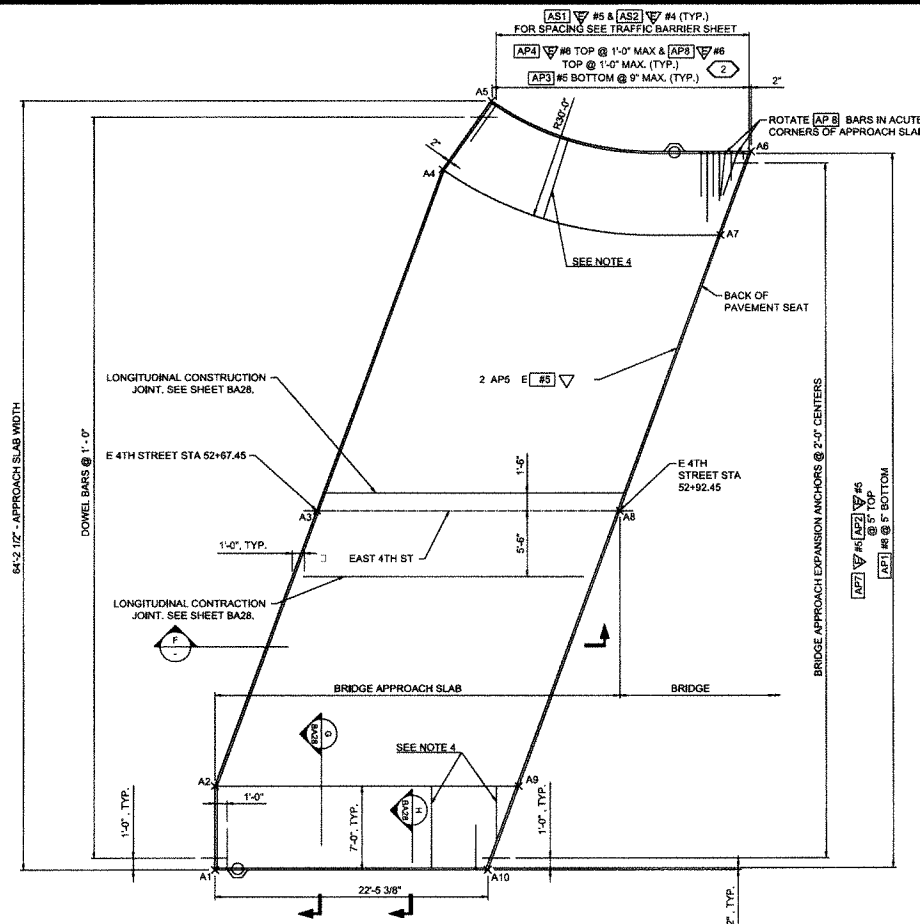 AS1 E #5 & AS2 E #4 (TYP.)
FOR SPACING SEE TRAFFIC BARRIER SHEET
AP4 E #6 TOP @ 1'-0" MAX & AP8 E #6
TOP @ 1'-0" MAX. (TYP.)
AP3 #5 BOTTOM @ 9" MAX. (TYP.)
2
2"
A5
ROTATE AP 8 BARS IN ACUTE
CORNERS OF APPROACH SLAB
A6
R30'-0"
2'
A4
SEE NOTE 4
A7
BACK OF
PAVEMENT SEAT
2 AP5 E #5
LONGITUDINAL CONSTRUCTION
JOINT. SEE SHEET BA28.
64'-2 1/2" - APPROACH SLAB WIDTH
DOWEL BARS @ 1' - 0"
BRIDGE APPROACH EXPANSION ANCHORS @ 2'-0" CENTERS
AP7 E #5 AP2 E #5
@ 5" TOP
AP1 #8 @ 5" BOTTOM
E 4TH STREET STA 52+67.45
1'-6"
E 4TH
STREET STA
52+92.45
A3
A8
1'-0", TYP.
EAST 4TH ST
5'-6"
LONGITUDINAL CONTRACTION
JOINT. SEE SHEET BA28.
F
-
BRIDGE APPROACH SLAB
BRIDGE
G
BA28
SEE NOTE 4
A2
A9
1'-0"
H
BA28
1'-0", TYP.
7'-0", TYP.
1'-0", TYP.
A1
A10
22'-5 3/8"
2", TYP.